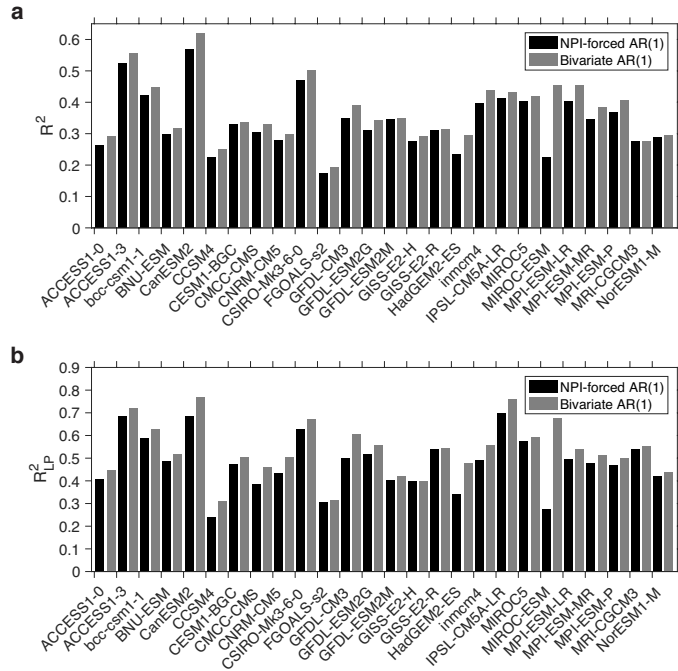 a
0.6
0.5
0.4
0.3
0.2
0.1
0
R²
NPI-forced AR(1)
Bivariate AR(1)
ACCESS1-0
ACCESS1-3
bcc-csm1-1
BNU-ESM
CanESM2
CCSM4
CESM1-BGC
CMCC-CMS
CNRM-CM5
CSIRO-Mk3-6-0
FGOALS-s2
GFDL-CM3
GFDL-ESM2G
GFDL-ESM2M
GISS-E2-H
GISS-E2-R
HadGEM2-ES
inmcm4
IPSL-CM5A-LR
MIROC5
MIROC-ESM
MPI-ESM-LR
MPI-ESM-MR
MPI-ESM-P
MRI-CGCM3
NorESM1-M
b
0.9
0.8
0.7
0.6
0.5
0.4
0.3
0.2
0.1
0
R²LP
NPI-forced AR(1)
Bivariate AR(1)
ACCESS1-0
ACCESS1-3
bcc-csm1-1
BNU-ESM
CanESM2
CCSM4
CESM1-BGC
CMCC-CMS
CNRM-CM5
CSIRO-Mk3-6-0
FGOALS-s2
GFDL-CM3
GFDL-ESM2G
GFDL-ESM2M
GISS-E2-H
GISS-E2-R
HadGEM2-ES
inmcm4
IPSL-CM5A-LR
MIROC5
MIROC-ESM
MPI-ESM-LR
MPI-ESM-MR
MPI-ESM-P
MRI-CGCM3
NorESM1-M